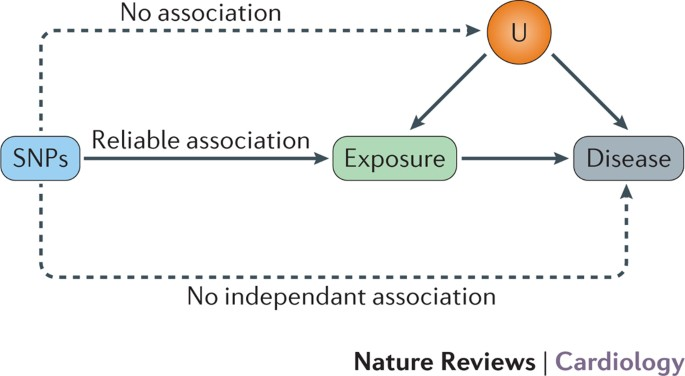 No association
U
Reliable association
SNPs
Exposure
Disease
No independant association
Nature Reviews | Cardiology